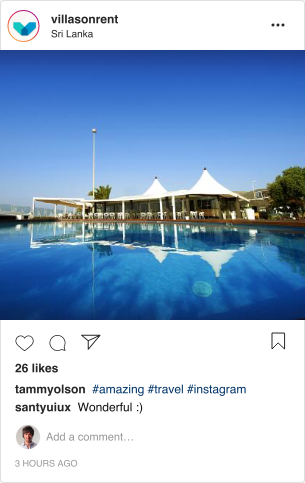 villasonrent
Sri Lanka
26 likes
tammyolson #amazing #travel #instagram
santyuiux Wonderful :)
Add a comment...
3 HOURS AGO